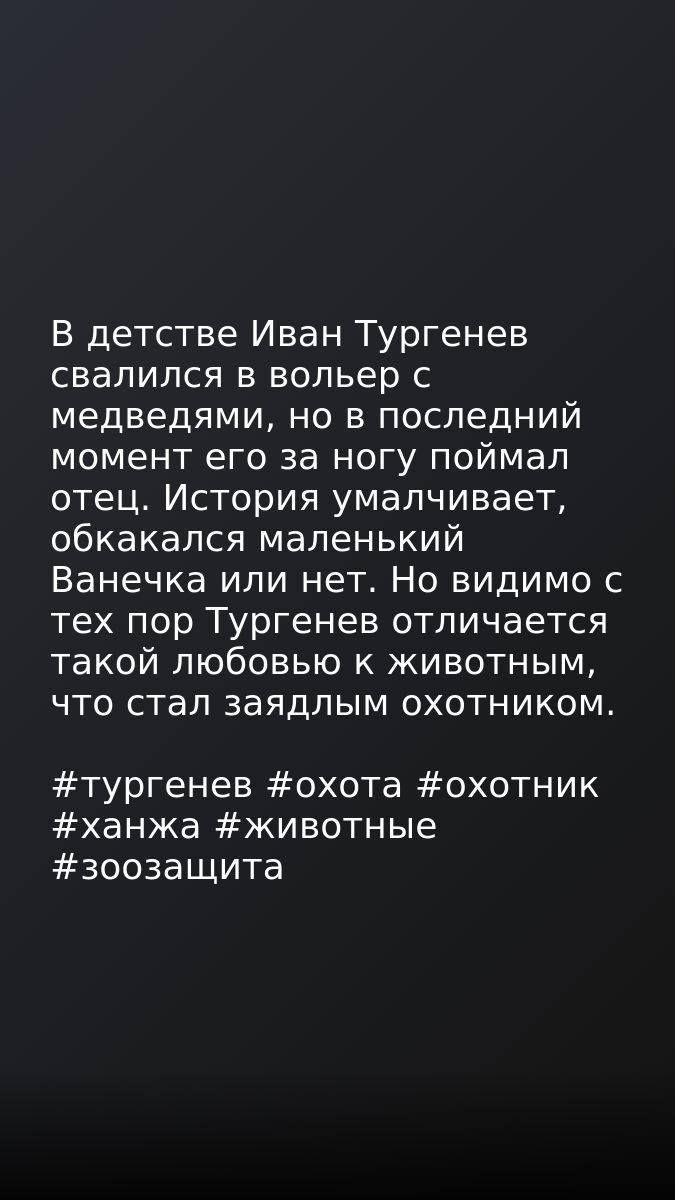 В детстве Иван Тургенев
свалился в вольер с
медведями, но в последний
момент его за ногу поймал
отец. История умалчивает,
обкакался маленький
Ванечка или нет. Но видимо с
тех пор Тургенев отличается
такой любовью к животным,
что стал заядлым охотником.

#тургенев #охота #охотник
#ханжа #животные
#зоозащита